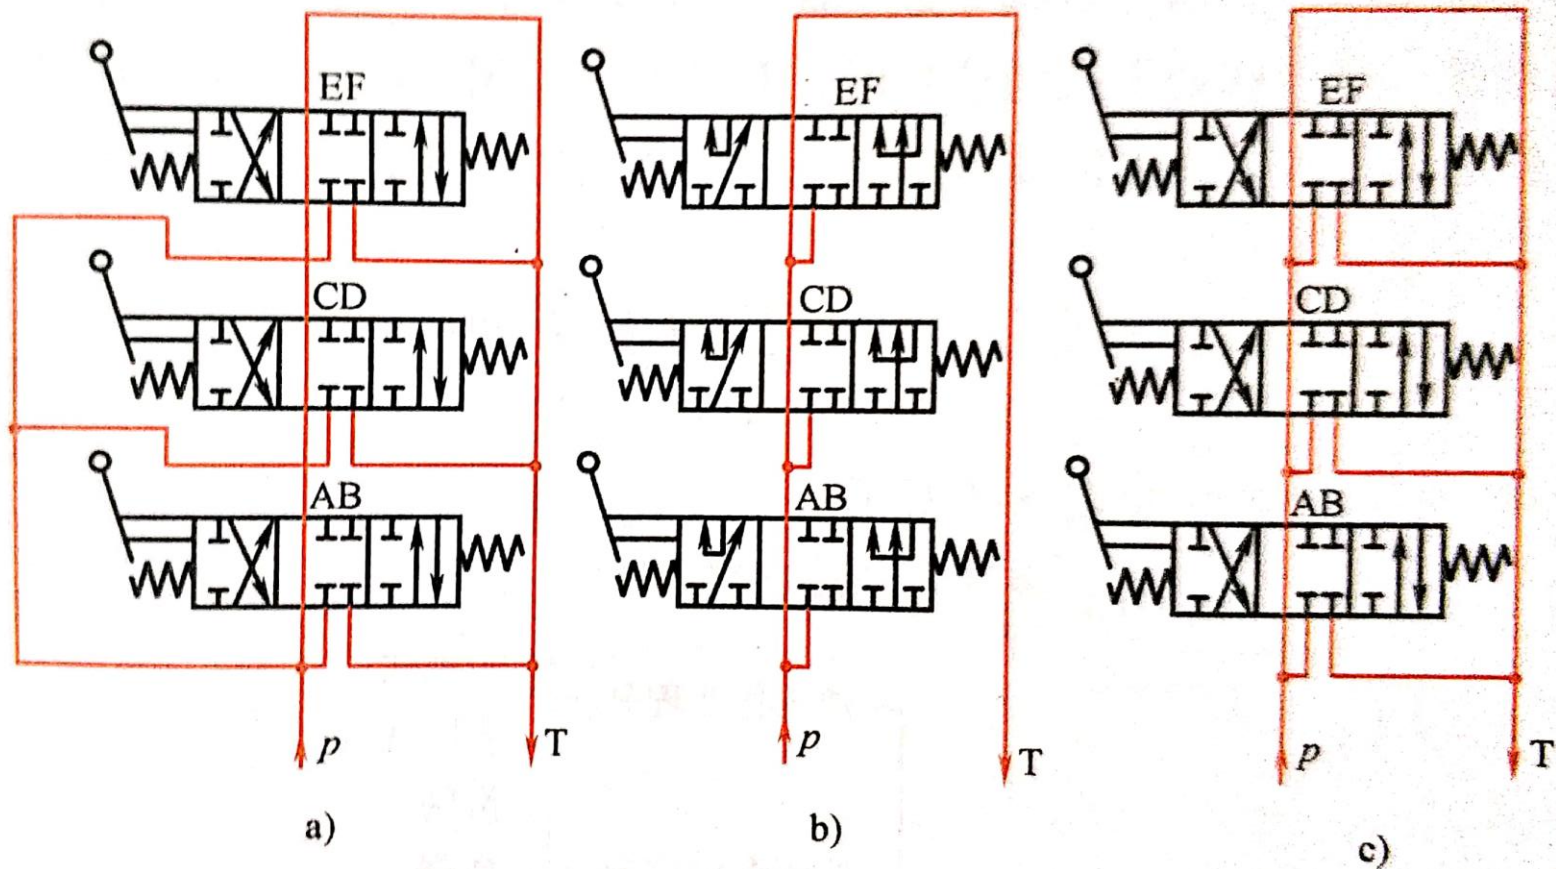 EF EF EF
CD CD CD
AB AB AB
p T p T p T
a) b) c)